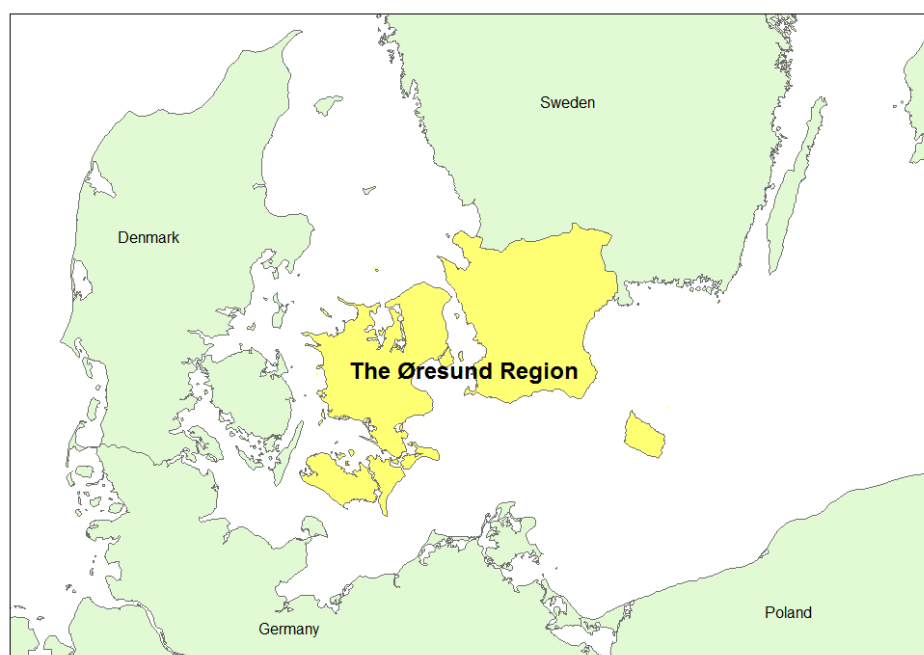 Sweden
Denmark
The Øresund Region
Poland
Germany